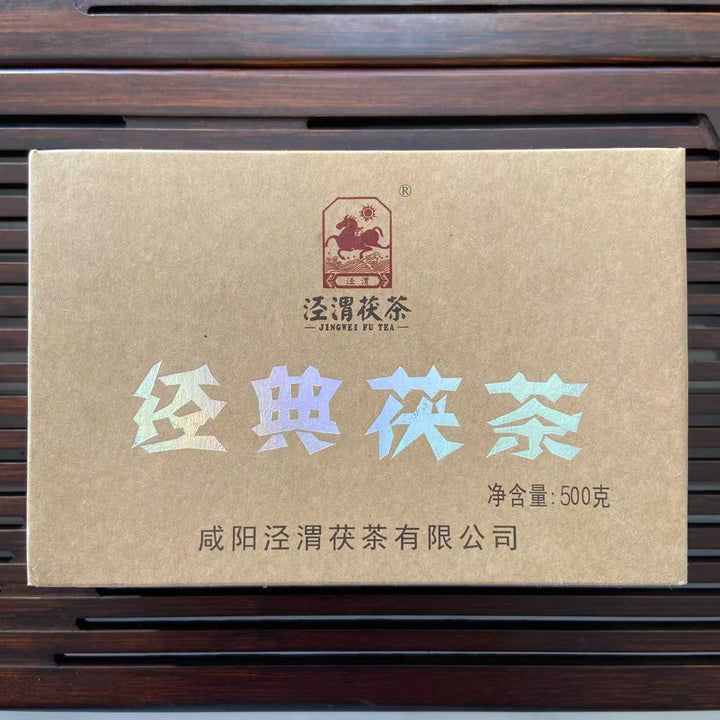 ®
泾渭
泾渭茯茶
JINGWEI FU TEA
经典茯茶
净含量:500克
咸阳泾渭茯茶有限公司